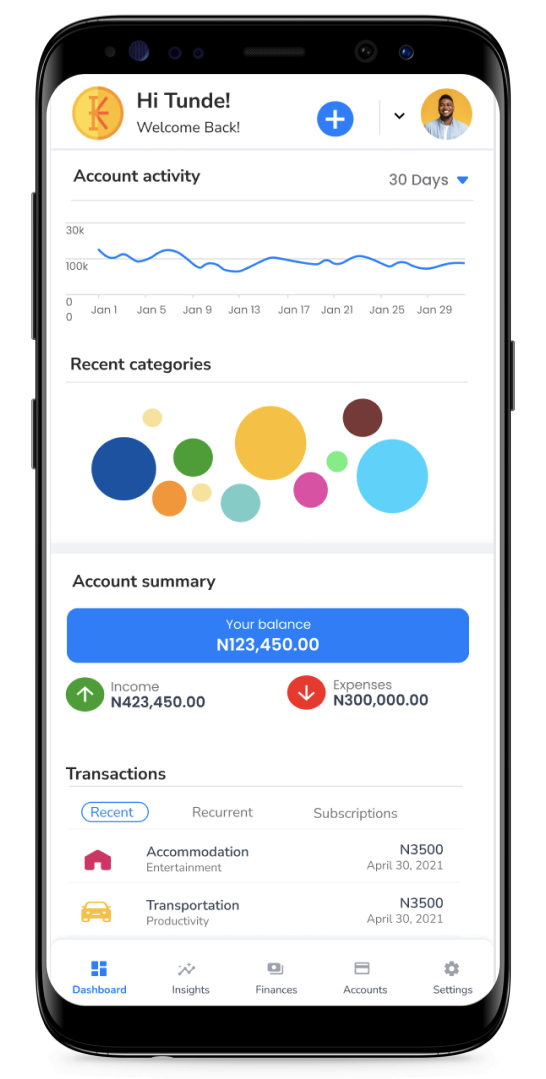 Hi Tunde!
Welcome Back!
Account activity
30 Days
30k
100k
0
0
Jan 1 Jan 5 Jan 9 Jan 13 Jan 17 Jan 21 Jan 25 Jan 29
Recent categories
Account summary
Your balance
N123,450.00
Income
N423,450.00
Expenses
N300,000.00
Transactions
Recent Recurrent Subscriptions
Accommodation N3500
Entertainment April 30, 2021
Transportation N3500
Productivity April 30, 2021
Dashboard Insights Finances Accounts Settings